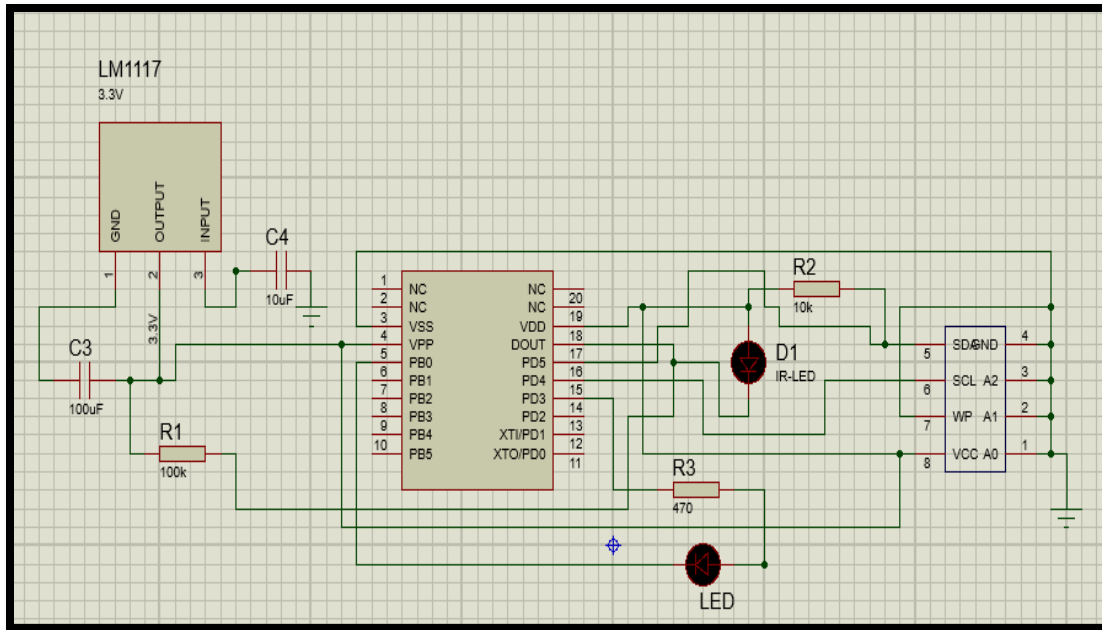 LM1117
3.3V
GND
OUTPUT
INPUT
1
2
3
3.3V
C4
10uF
C3
100uF
R1
100k
1 NC
2 NC
3 VSS
4 VPP
5 PB0
6 PB1
7 PB2
8 PB3
9 PB4
10 PB5
NC 20
NC 19
VDD 18
DOUT 17
PD5 16
PD4 15
PD3 14
PD2 13
XTI/PD1 12
XTO/PD0 11
R2
10k
D1
IR-LED
R3
470
LED
5 SDA GND 4
6 SCL A2 3
7 WP A1 2
8 VCC A0 1